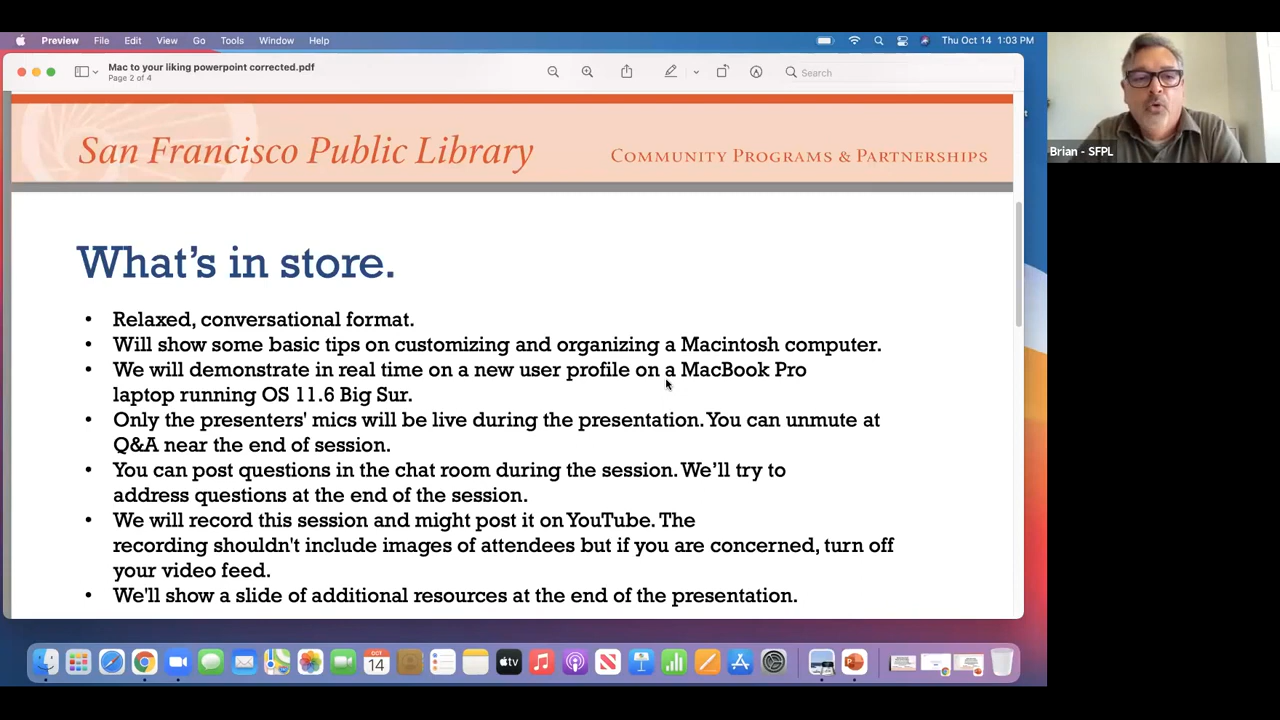 Preview File Edit View Go Tools Window Help Thu Oct 14 1:03 PM
Mac to your liking powerpoint corrected.pdf
Page 2 of 4
Search
San Francisco Public Library
COMMUNITY PROGRAMS & PARTNERSHIPS
Brian - SFPL
What's in store.
• Relaxed, conversational format.
• Will show some basic tips on customizing and organizing a Macintosh computer.
• We will demonstrate in real time on a new user profile on a MacBook Pro
laptop running OS 11.6 Big Sur.
• Only the presenters' mics will be live during the presentation. You can unmute at
Q&A near the end of session.
• You can post questions in the chat room during the session. We'll try to
address questions at the end of the session.
• We will record this session and might post it on YouTube. The
recording shouldn't include images of attendees but if you are concerned, turn off
your video feed.
• We'll show a slide of additional resources at the end of the presentation.
OCT
14
tv